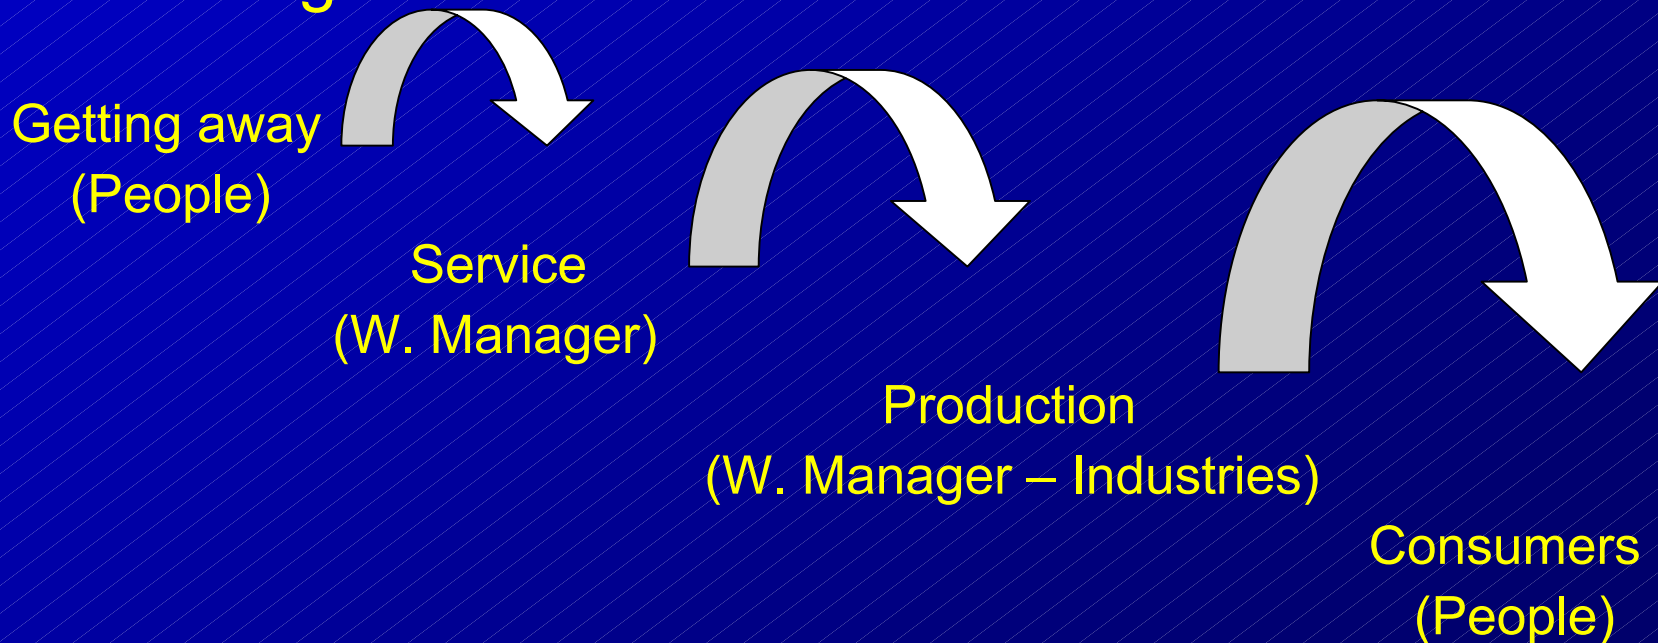 Getting away
(People)
Service
(W. Manager)
Production
(W. Manager – Industries)
Consumers
(People)